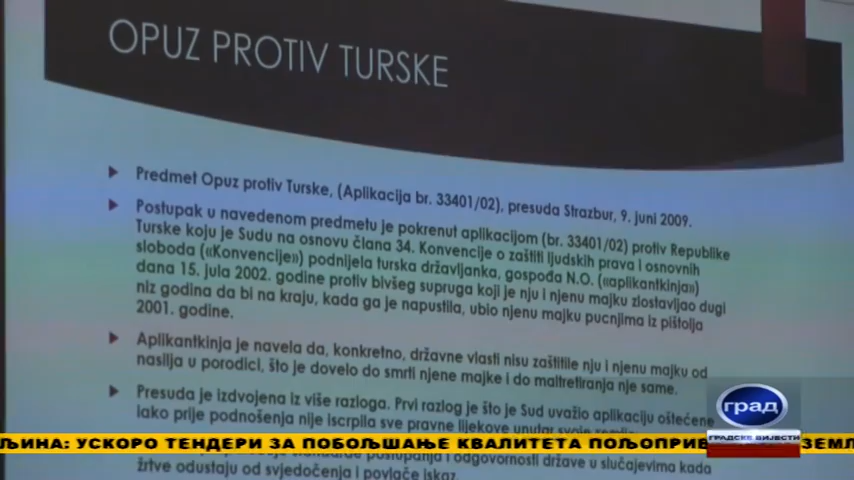 OPUZ PROTIV TURSKE
Predmet Opuz protiv Turske, (Aplikacija br. 33401/02), presuda Strazbur, 9. juni 2009.
Postupak u navedenom predmetu je pokrenut aplikacijom (br. 33401/02) protiv Republike
Turske koju je Sudu na osnovu člana 34. Konvencije o zaštiti ljudskih prava i osnovnih
sloboda («Konvencije») podnijela turska državljanka, gospođa N.O. («aplikantkinja»)
dana 15. jula 2002. godine protiv bivšeg supruga koji je nju i njenu majku zlostavljao dugi
niz godina da bi na kraju, kada ga je napustila, ubio njenu majku pucnjima iz pištolja
2001. godine.
Aplikantkinja je navela da, konkretno, državne vlasti nisu zaštitile nju i njenu majku od
nasilja u porodici, što je dovelo do smrti njene majke i do maltretiranja nje same.
Presuda je izdvojena iz više razloga. Prvi razlog je što je Sud uvažio aplikaciju oštećene
iako prije podnošenja nije iscrpila sve pravne lijekove unutar svoje
град
ГРАДСКЕ ВИЈЕСТИ
ЉИНА: УСКОРО ТЕНДЕРИ ЗА ПОБОЉШАЊЕ КВАЛИТЕТА ПОЉОПРИВ ЗЕМЉ
postupanja i odgovornosti države u slučajevima kada
žrtve odustaju od svjedočenja i povlače iskaz.